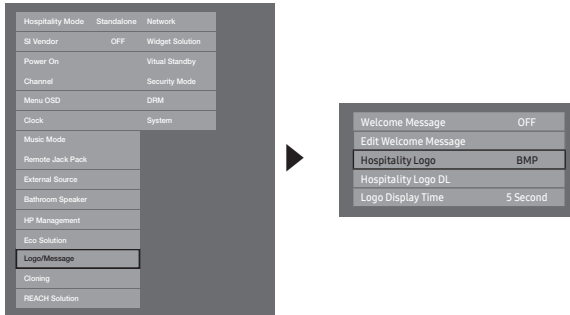 Hospitality Mode Standalone Network
SI Vendor OFF Widget Solution
Power On Vitual Standby
Channel Security Mode
Menu OSD DRM
Clock System
Music Mode
Remote Jack Pack
External Source
Bathroom Speaker
HP Management
Eco Solution
Logo/Message
Cloning
REACH Solution
Welcome Message OFF
Edit Welcome Message
Hospitality Logo BMP
Hospitality Logo DL
Logo Display Time 5 Second